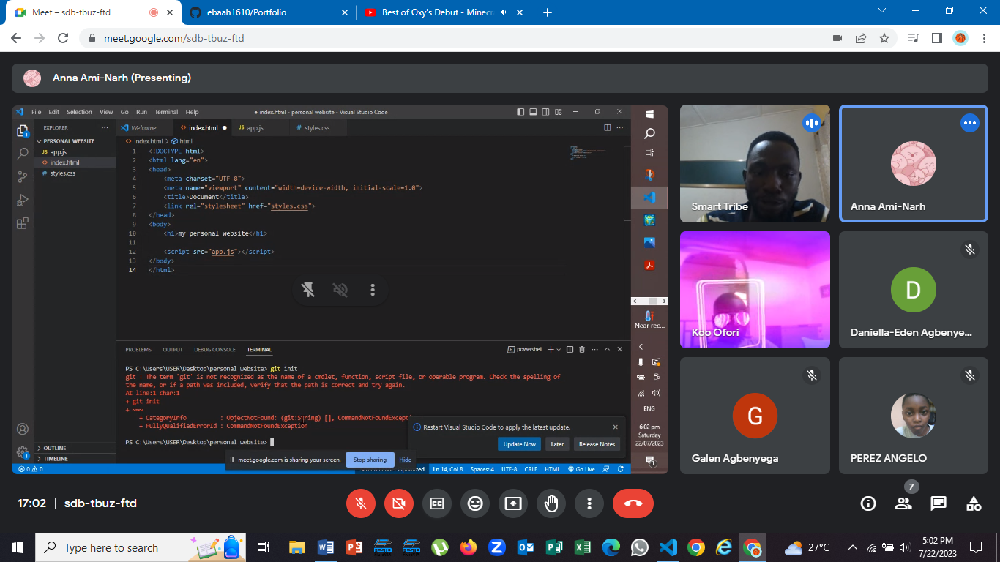 Meet – sdb-tbuz-ftd
ebaah1610/Portfolio
Best of Oxy's Debut - Minecr
meet.google.com/sdb-tbuz-ftd
Anna Ami-Narh (Presenting)
File Edit Selection View Go Run Terminal Help
● index.html - personal website - Visual Studio Code
EXPLORER
PERSONAL WEBSITE
JS app.js
<> index.html
# styles.css
Welcome
<> index.html ●
JS app.js
# styles.css
<> index.html > html
1 <!DOCTYPE html>
2 <html lang="en">
3 <head>
4 <meta charset="UTF-8">
5 <meta name="viewport" content="width=device-width, initial-scale=1.0">
6 <title>Document</title>
7 <link rel="stylesheet" href="styles.css">
8 </head>
9 <body>
10 <h1>my personal website</h1>
11
12 <script src="app.js"></script>
13 </body>
14 </html>
PROBLEMS OUTPUT DEBUG CONSOLE TERMINAL
powershell
PS C:\Users\USER\Desktop\personal website> git init
git : The term 'git' is not recognized as the name of a cmdlet, function, script file, or operable program. Check the spelling of
the name, or if a path was included, verify that the path is correct and try again.
At line:1 char:1
+ git init
+ ~~~
+ CategoryInfo : ObjectNotFound: (git:String) [], CommandNotFoundExcepti
+ FullyQualifiedErrorId : CommandNotFoundException
PS C:\Users\USER\Desktop\personal website>
Restart Visual Studio Code to apply the latest update.
Update Now Later Release Notes
OUTLINE
TIMELINE
meet.google.com is sharing your screen. Stop sharing Hide
0 0 Screen Reader Optimized Ln 14, Col 8 Spaces: 4 UTF-8 CRLF HTML Go Live
Near rec...
ENG
6:02 pm
Saturday
22/07/2023
1
Smart Tribe
Anna Ami-Narh
Koo Ofori
D
Daniella-Eden Agbenye...
G
Galen Agbenyega
PEREZ ANGELO
17:02 | sdb-tbuz-ftd
7
Type here to search
FESTO
FESTO
27°C
5:02 PM
7/22/2023